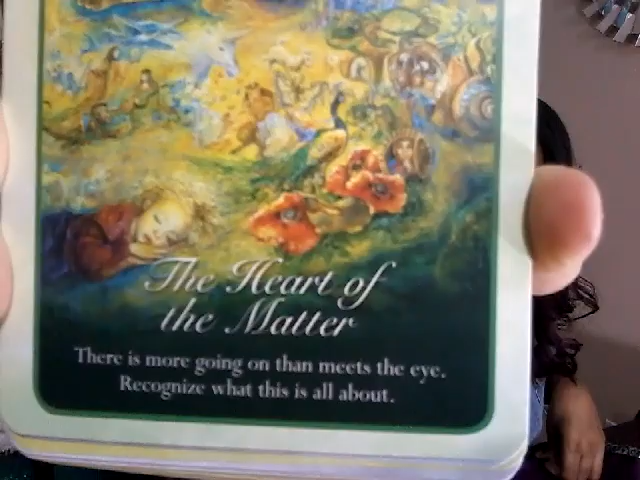 The Heart of
the Matter
There is more going on than meets the eye.
Recognize what this is all about.